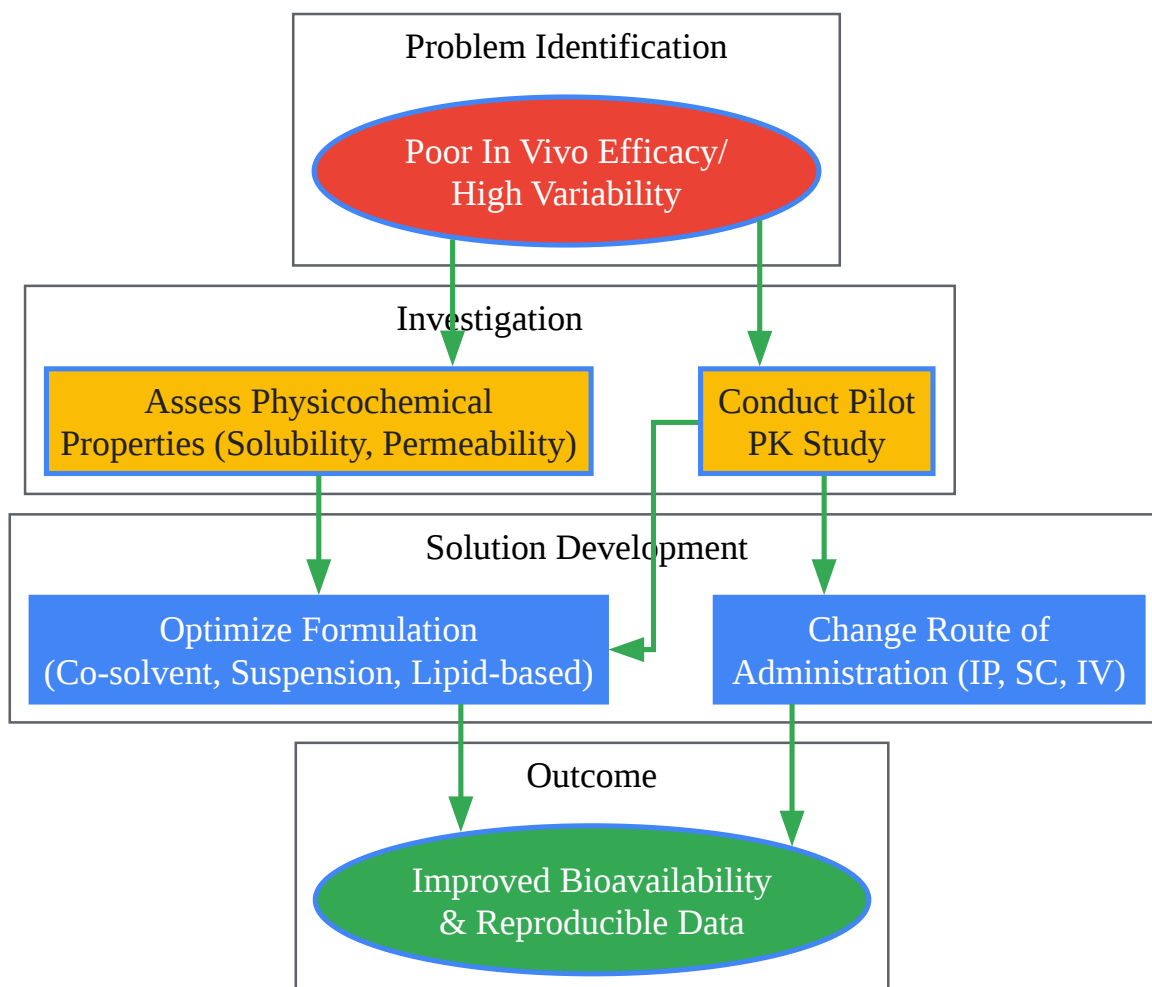 Problem Identification
Poor In Vivo Efficacy/
High Variability
Investigation
Assess Physicochemical
Properties (Solubility, Permeability)
Conduct Pilot
PK Study
Solution Development
Optimize Formulation
(Co-solvent, Suspension, Lipid-based)
Change Route of
Administration (IP, SC, IV)
Outcome
Improved Bioavailability
& Reproducible Data